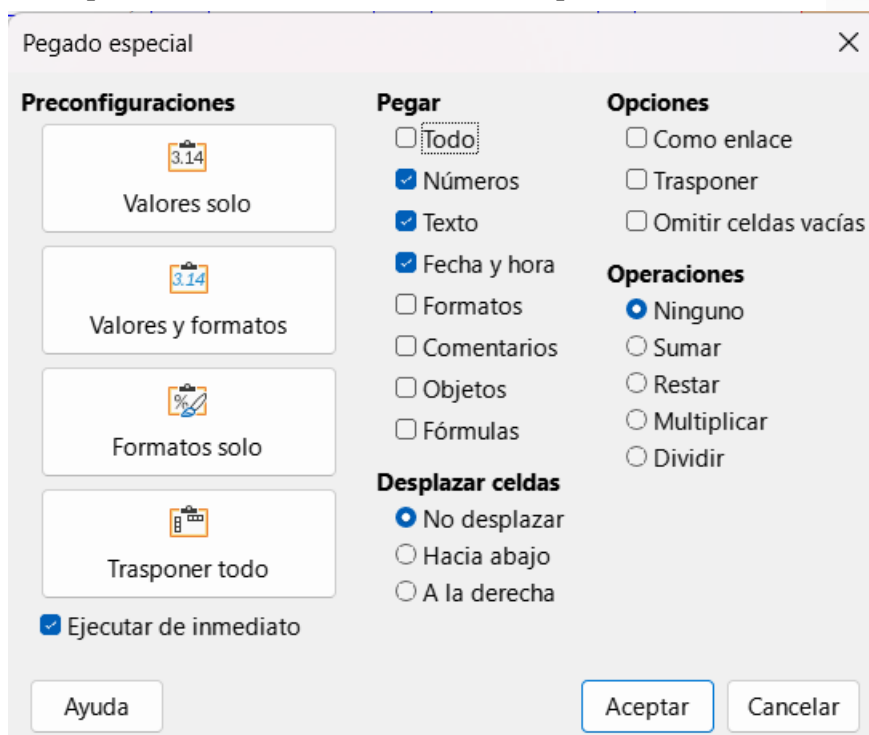 Pegado especial
Preconfiguraciones
3.14
Valores solo
3.14
Valores y formatos
%
Formatos solo
Trasponer todo
Ejecutar de inmediato
Pegar
Todo
Números
Texto
Fecha y hora
Formatos
Comentarios
Objetos
Fórmulas
Desplazar celdas
No desplazar
Hacia abajo
A la derecha
Opciones
Como enlace
Trasponer
Omitir celdas vacías
Operaciones
Ninguno
Sumar
Restar
Multiplicar
Dividir
Ayuda
Aceptar
Cancelar